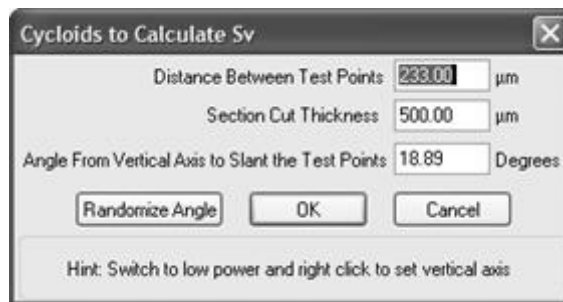 Cycloids to Calculate Sv
Distance Between Test Points 233.00 µm
Section Cut Thickness 500.00 µm
Angle From Vertical Axis to Slant the Test Points 18.89 Degrees
Randomize Angle OK Cancel
Hint: Switch to low power and right click to set vertical axis